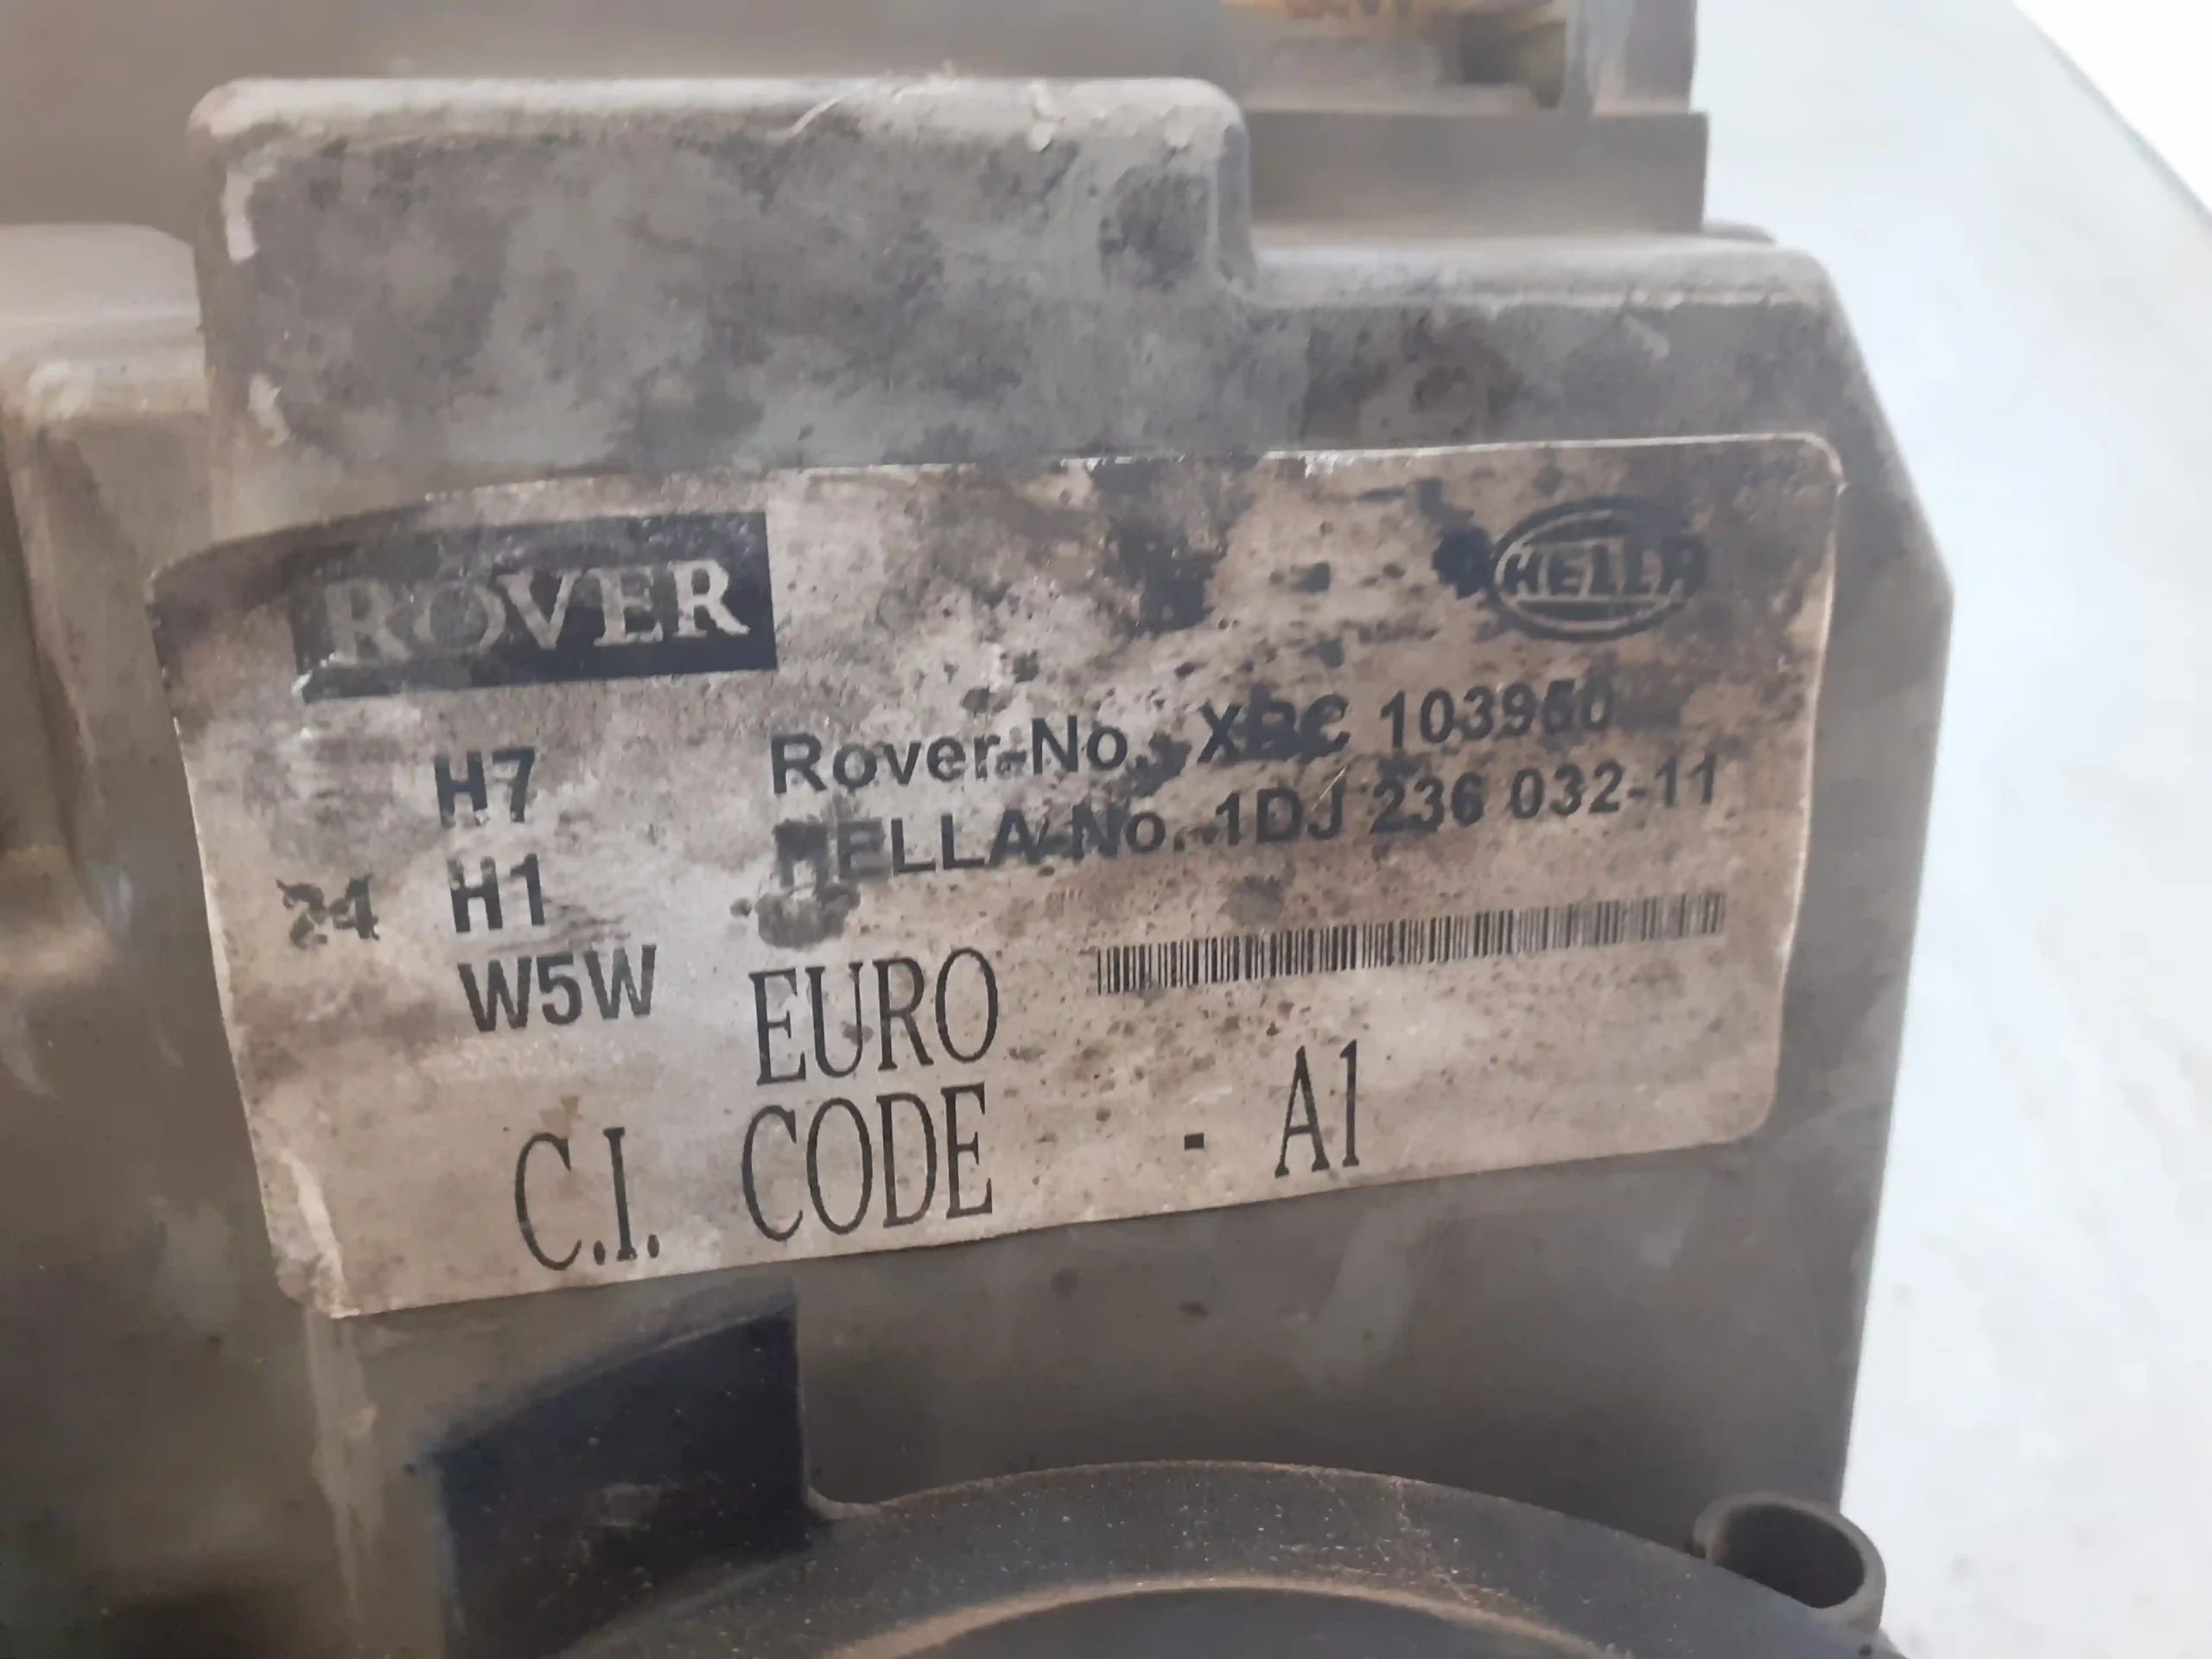 ROVER
HELLA
H7 Rover-No. XBC 103950
HELLA-No. 1DJ 236 032-11
24 H1
W5W EURO
C.I. CODE - A1